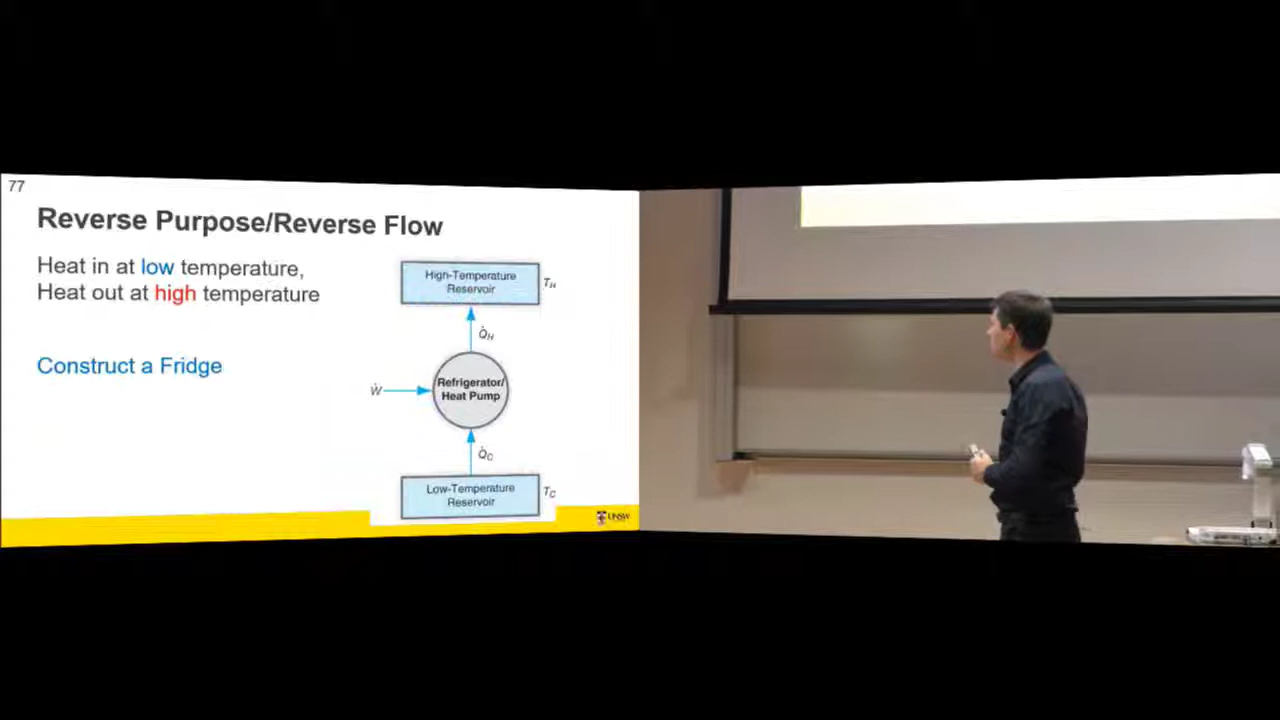 77
Reverse Purpose/Reverse Flow
Heat in at low temperature,
Heat out at high temperature
Construct a Fridge
High-Temperature
Reservoir
T_H
Q̇_H
Ẇ
Refrigerator/
Heat Pump
Q̇_C
Low-Temperature
Reservoir
T_C
UNSW